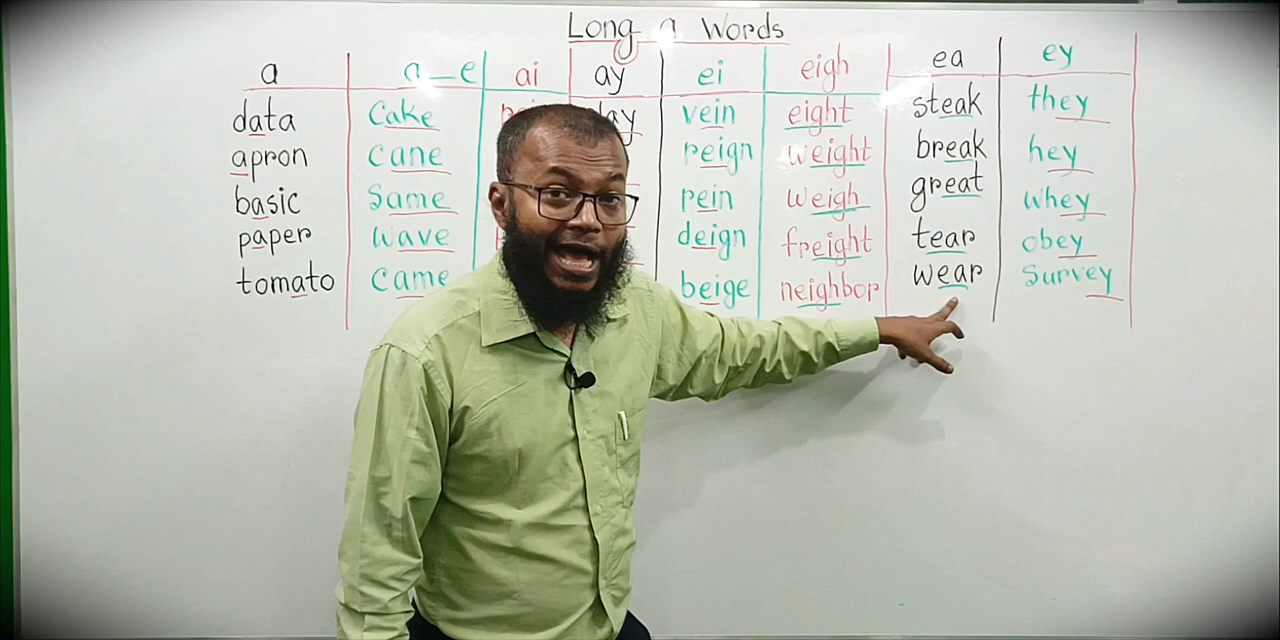 Long a Words
a a_e ai ay ei eigh ea ey
data Cake vein eight steak they
apron cane reign weight break hey
basic Same rein weigh great whey
paper wave deign freight tear obey
tomato came beige neighbor wear Survey